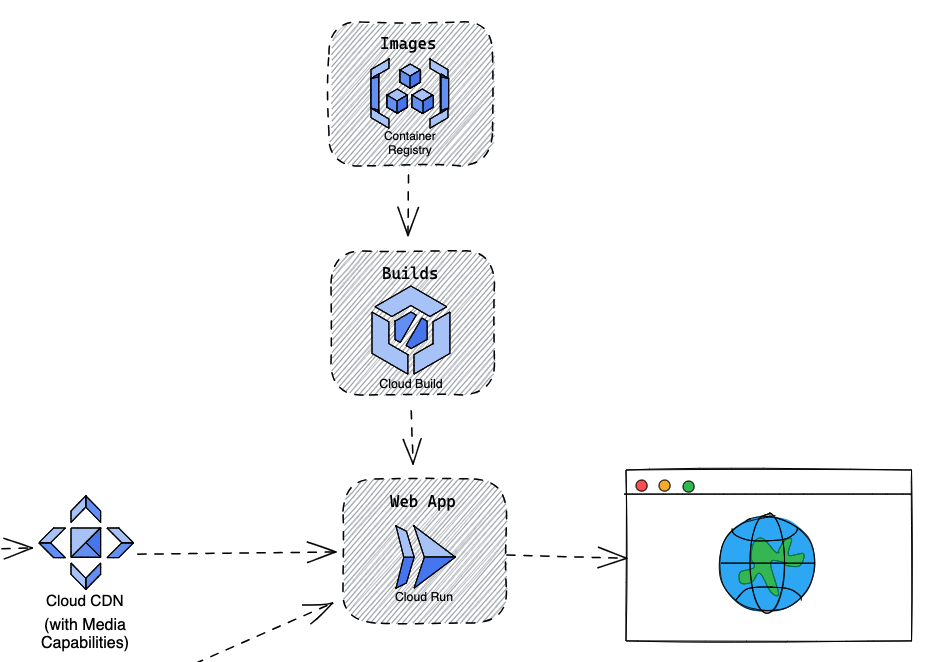 Images
Container
Registry
Builds
Cloud Build
Web App
Cloud Run
Cloud CDN
(with Media
Capabilities)